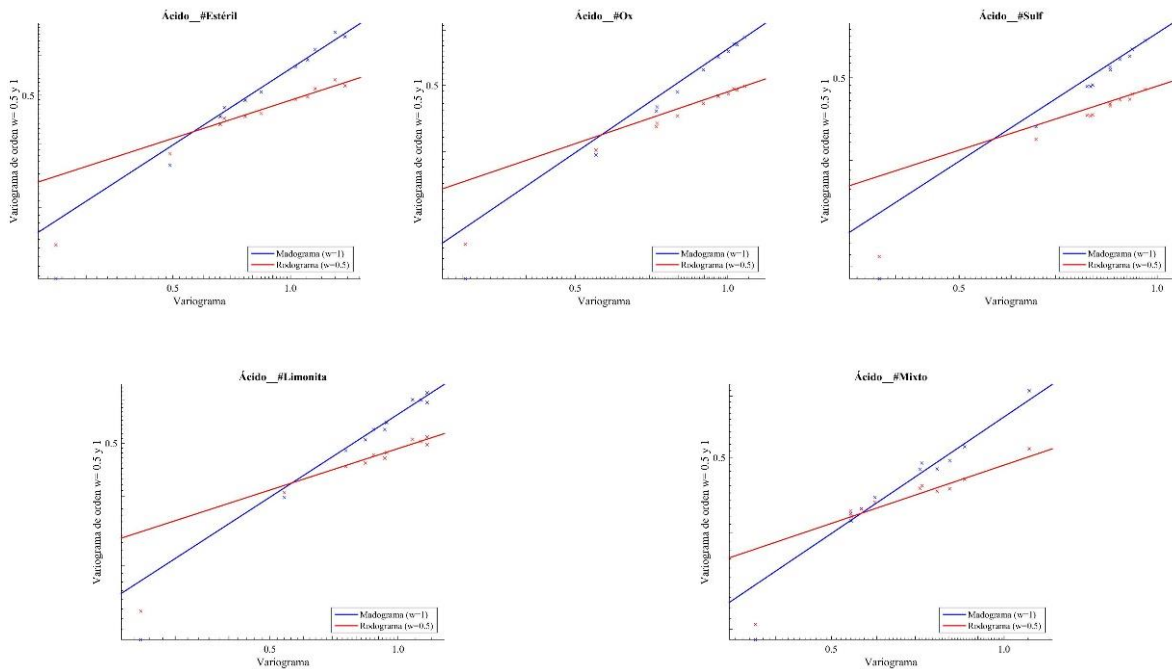 Ácido__#Estéril
Variograma de orden w= 0.5 y 1
0.5
Madograma (w=1)
Rodograma (w=0.5)
0.5
1.0
Variograma
Ácido__#Ox
Variograma de orden w= 0.5 y 1
0.5
Madograma (w=1)
Rodograma (w=0.5)
0.5
1.0
Variograma
Ácido__#Sulf
Variograma de orden w= 0.5 y 1
0.5
Madograma (w=1)
Rodograma (w=0.5)
0.5
1.0
Variograma
Ácido__#Limonita
Variograma de orden w= 0.5 y 1
0.5
Madograma (w=1)
Rodograma (w=0.5)
0.5
1.0
Variograma
Ácido__#Mixto
Variograma de orden w= 0.5 y 1
0.5
Madograma (w=1)
Rodograma (w=0.5)
0.5
1.0
Variograma